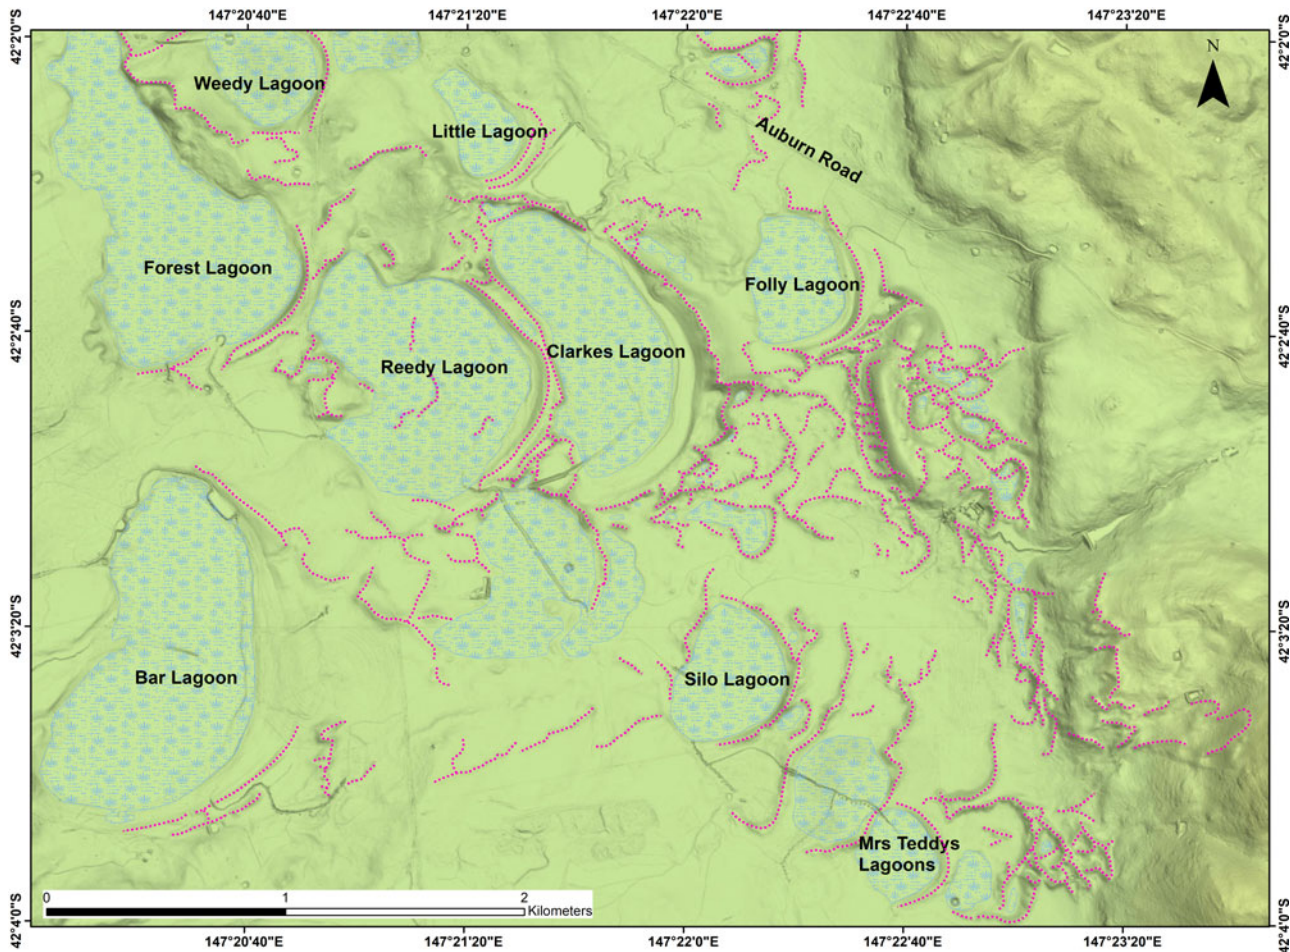 147°20'40"E 147°21'20"E 147°22'0"E 147°22'40"E 147°23'20"E
42°2'0"S 42°2'0"S
N
Weedy Lagoon
Little Lagoon
Auburn Road
Forest Lagoon
Folly Lagoon
42°2'40"S 42°2'40"S
Clarkes Lagoon
Reedy Lagoon
42°3'20"S 42°3'20"S
Bar Lagoon
Silo Lagoon
Mrs Teddys
Lagoons
0 1 2
Kilometers
42°4'0"S 42°4'0"S
147°20'40"E 147°21'20"E 147°22'0"E 147°22'40"E 147°23'20"E